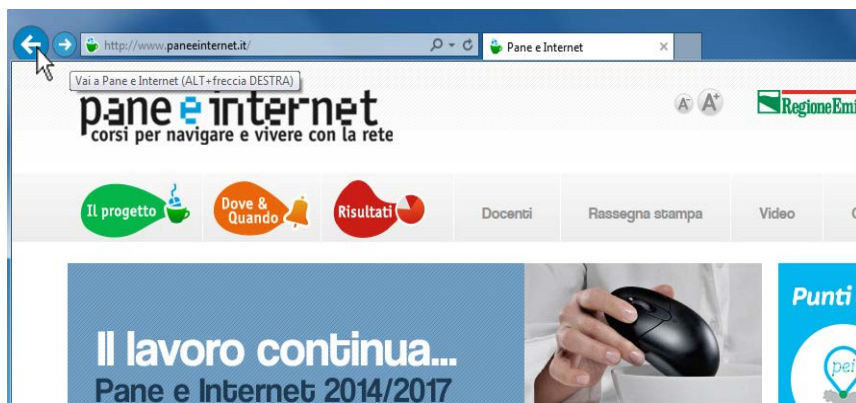 http://www.paneeinternet.it/
Pane e Internet
Vai a Pane e Internet (ALT+freccia DESTRA)
pane e internet
corsi per navigare e vivere con la rete
A- A+
RegioneEmi
Il progetto
Dove &
Quando
Risultati
Docenti
Rassegna stampa
Video
Il lavoro continua...
Pane e Internet 2014/2017
Punti
pei